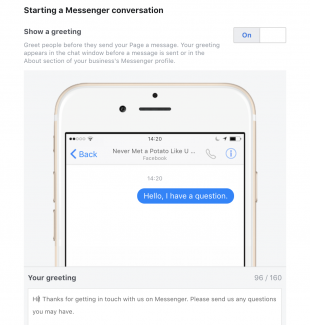 Starting a Messenger conversation
Show a greeting
On
Greet people before they send your Page a message. Your greeting
appears in the chat window before a message is sent or in the
About section of your business's Messenger profile.
14:20
Back
Never Met a Potato Like U ...
Facebook
14:20
Hello, I have a question.
Your greeting
96 / 160
Hi! Thanks for getting in touch with us on Messenger. Please send us any questions
you may have.